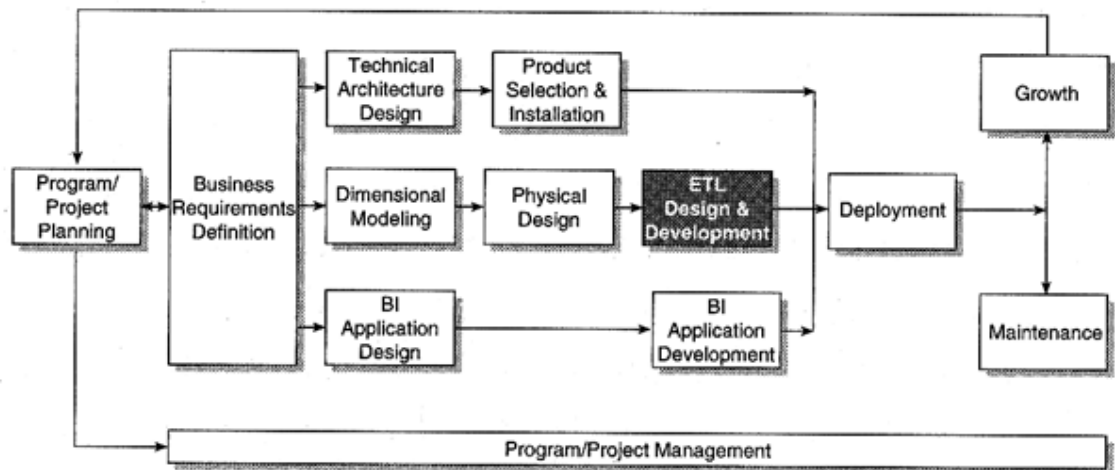 Technical
Architecture
Design
Product
Selection &
Installation
Growth
Program/
Project
Planning
Business
Requirements
Definition
Dimensional
Modeling
Physical
Design
ETL
Design &
Development
Deployment
BI
Application
Design
BI
Application
Development
Maintenance
Program/Project Management